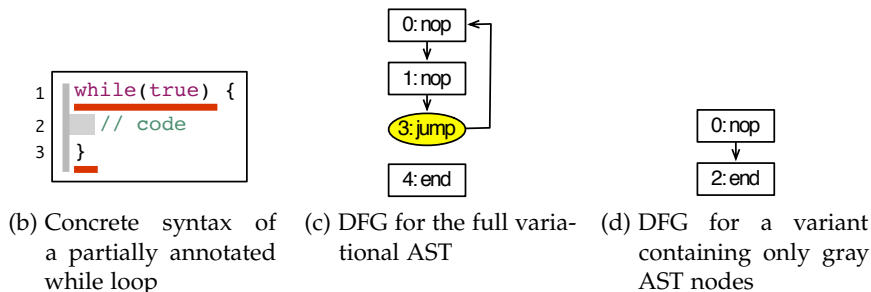 1 while(true) {
2 // code
3 }
(b) Concrete syntax of
a partially annotated
while loop
0: nop
1: nop
3: jump
4: end
(c) DFG for the full varia-
tional AST
0: nop
2: end
(d) DFG for a variant
containing only gray
AST nodes